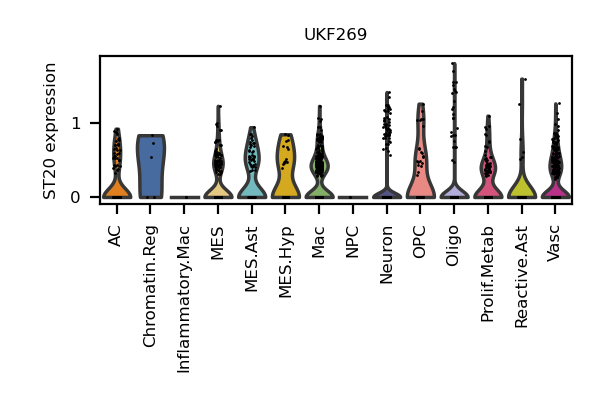 UKF269
ST20 expression
1
0
AC
Chromatin.Reg
Inflammatory.Mac
MES
MES.Ast
MES.Hyp
Mac
NPC
Neuron
OPC
Oligo
Prolif.Metab
Reactive.Ast
Vasc